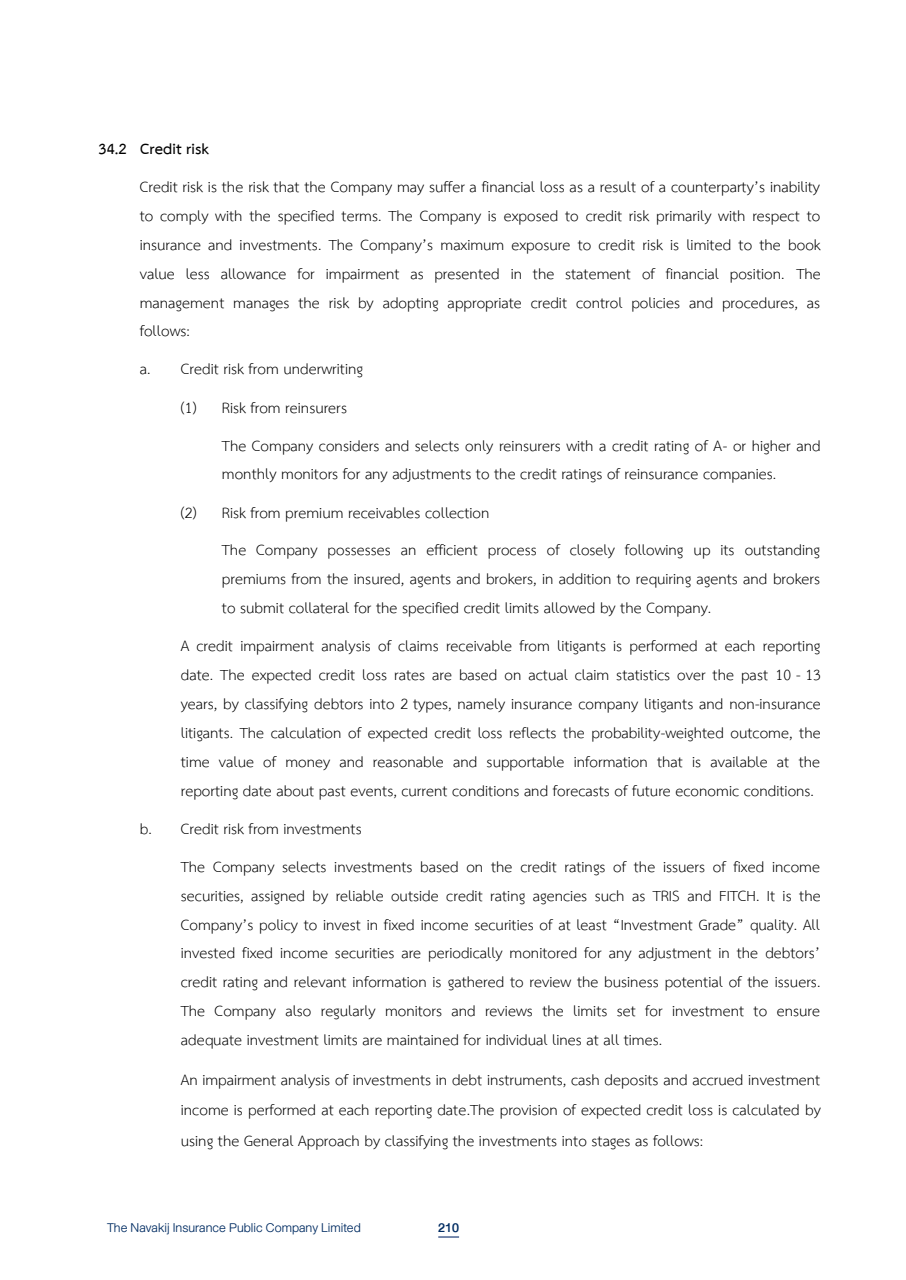 34.2 Credit risk
Credit risk is the risk that the Company may suffer a financial loss as a result of a counterparty’s inability
to comply with the specified terms. The Company is exposed to credit risk primarily with respect to
insurance and investments. The Company’s maximum exposure to credit risk is limited to the book
value less allowance for impairment as presented in the statement of financial position. The
management manages the risk by adopting appropriate credit control policies and procedures, as
follows:
a. Credit risk from underwriting
(1) Risk from reinsurers
The Company considers and selects only reinsurers with a credit rating of A- or higher and
monthly monitors for any adjustments to the credit ratings of reinsurance companies.
(2) Risk from premium receivables collection
The Company possesses an efficient process of closely following up its outstanding
premiums from the insured, agents and brokers, in addition to requiring agents and brokers
to submit collateral for the specified credit limits allowed by the Company.
A credit impairment analysis of claims receivable from litigants is performed at each reporting
date. The expected credit loss rates are based on actual claim statistics over the past 10 - 13
years, by classifying debtors into 2 types, namely insurance company litigants and non-insurance
litigants. The calculation of expected credit loss reflects the probability-weighted outcome, the
time value of money and reasonable and supportable information that is available at the
reporting date about past events, current conditions and forecasts of future economic conditions.
b. Credit risk from investments
The Company selects investments based on the credit ratings of the issuers of fixed income
securities, assigned by reliable outside credit rating agencies such as TRIS and FITCH. It is the
Company’s policy to invest in fixed income securities of at least “Investment Grade” quality. All
invested fixed income securities are periodically monitored for any adjustment in the debtors’
credit rating and relevant information is gathered to review the business potential of the issuers.
The Company also regularly monitors and reviews the limits set for investment to ensure
adequate investment limits are maintained for individual lines at all times.
An impairment analysis of investments in debt instruments, cash deposits and accrued investment
income is performed at each reporting date.The provision of expected credit loss is calculated by
using the General Approach by classifying the investments into stages as follows:
The Navakij Insurance Public Company Limited 210